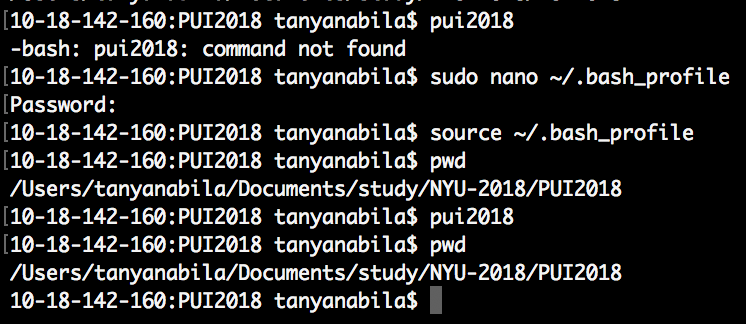 [10-18-142-160:PUI2018 tanyanabila$ pui2018
-bash: pui2018: command not found
[10-18-142-160:PUI2018 tanyanabila$ sudo nano ~/.bash_profile
[Password:
[10-18-142-160:PUI2018 tanyanabila$ source ~/.bash_profile
[10-18-142-160:PUI2018 tanyanabila$ pwd
/Users/tanyanabila/Documents/study/NYU-2018/PUI2018
[10-18-142-160:PUI2018 tanyanabila$ pui2018
[10-18-142-160:PUI2018 tanyanabila$ pwd
/Users/tanyanabila/Documents/study/NYU-2018/PUI2018
10-18-142-160:PUI2018 tanyanabila$